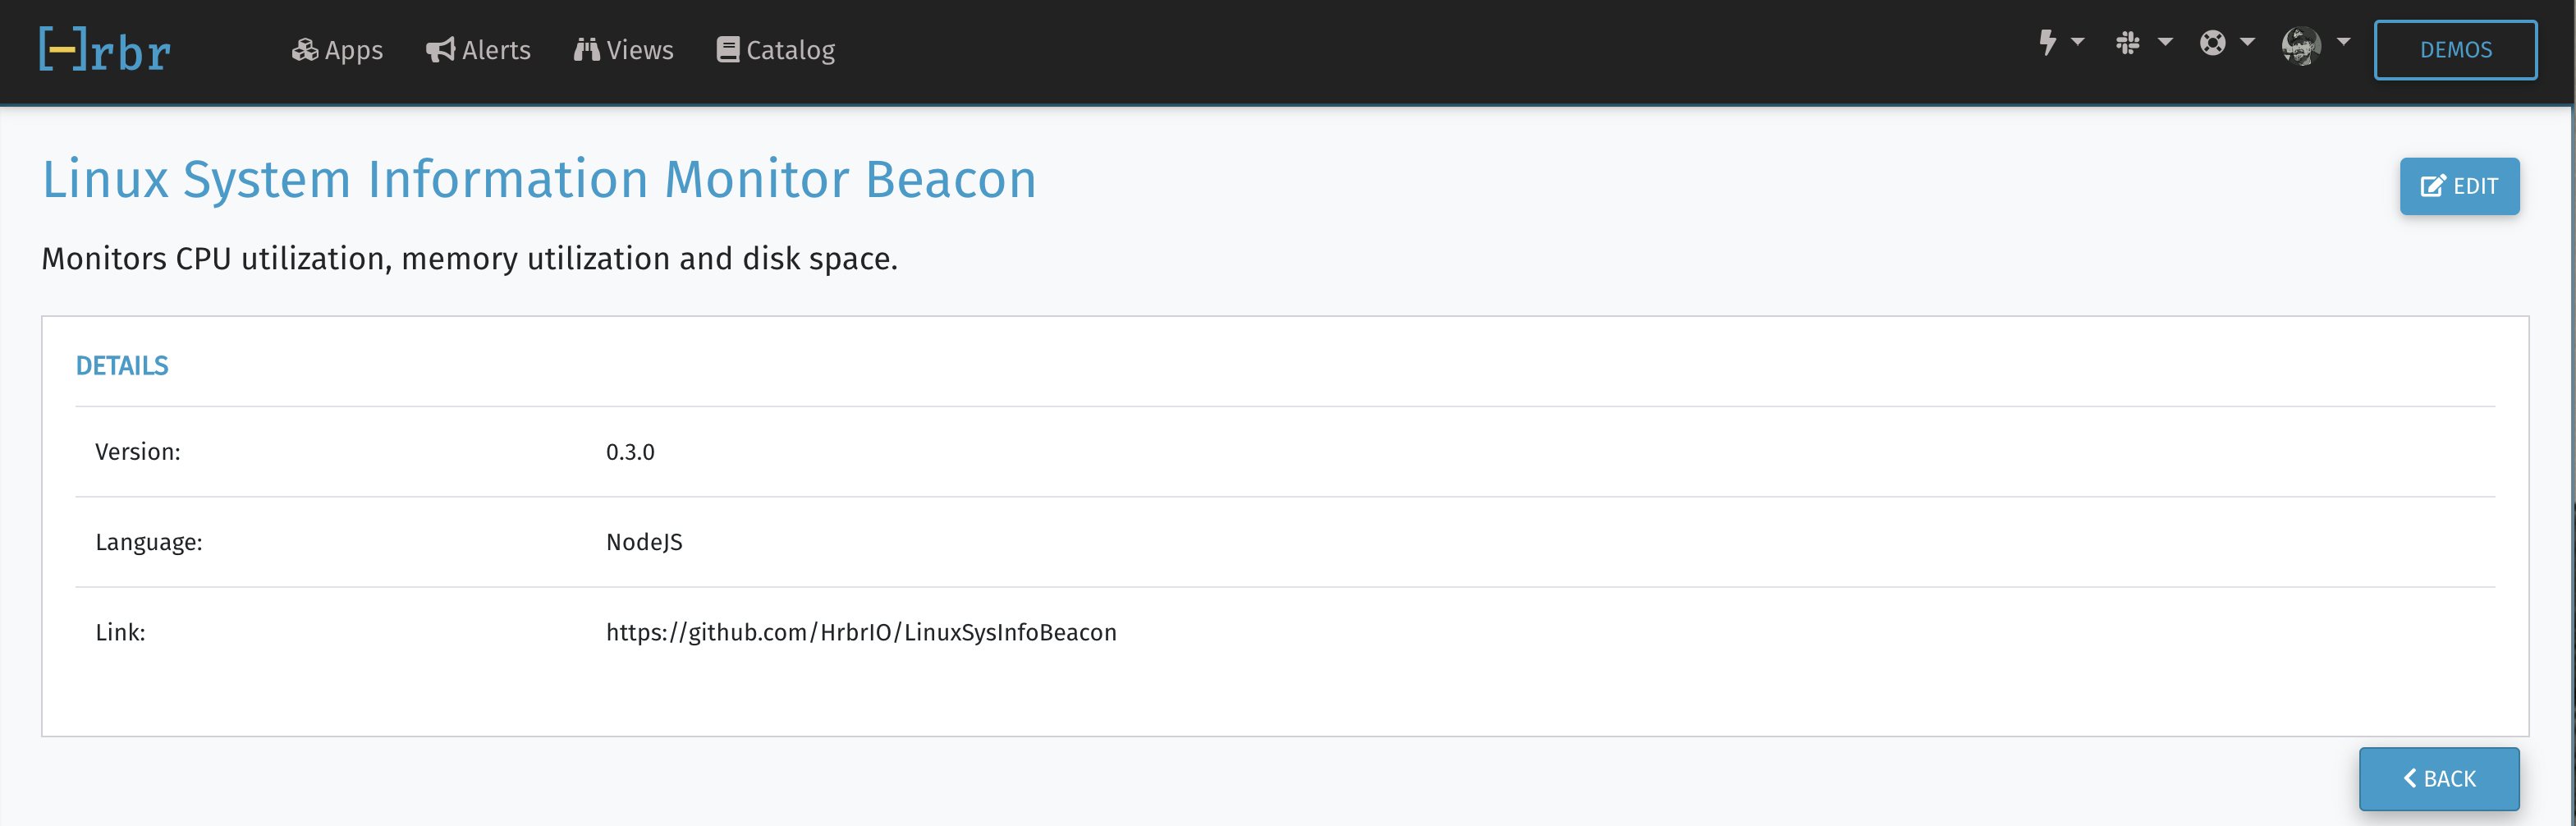 [-]rbr
Apps Alerts Views Catalog
DEMOS
Linux System Information Monitor Beacon
EDIT
Monitors CPU utilization, memory utilization and disk space.
DETAILS
Version: 0.3.0
Language: NodeJS
Link: https://github.com/HrbrIO/LinuxSysInfoBeacon
BACK